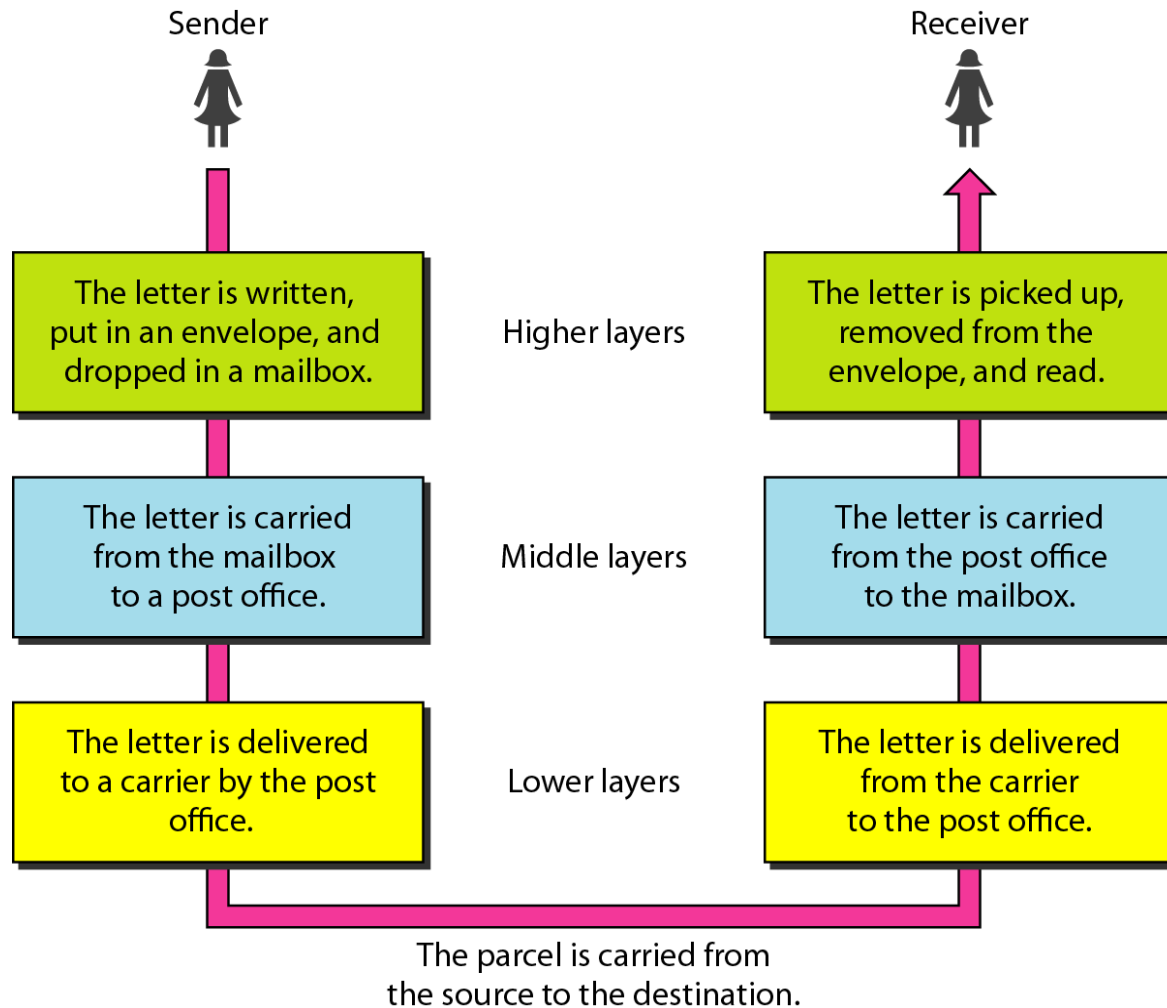 Sender
Receiver
The letter is written,
put in an envelope, and
dropped in a mailbox.
Higher layers
The letter is picked up,
removed from the
envelope, and read.
The letter is carried
from the mailbox
to a post office.
Middle layers
The letter is carried
from the post office
to the mailbox.
The letter is delivered
to a carrier by the post
office.
Lower layers
The letter is delivered
from the carrier
to the post office.
The parcel is carried from
the source to the destination.